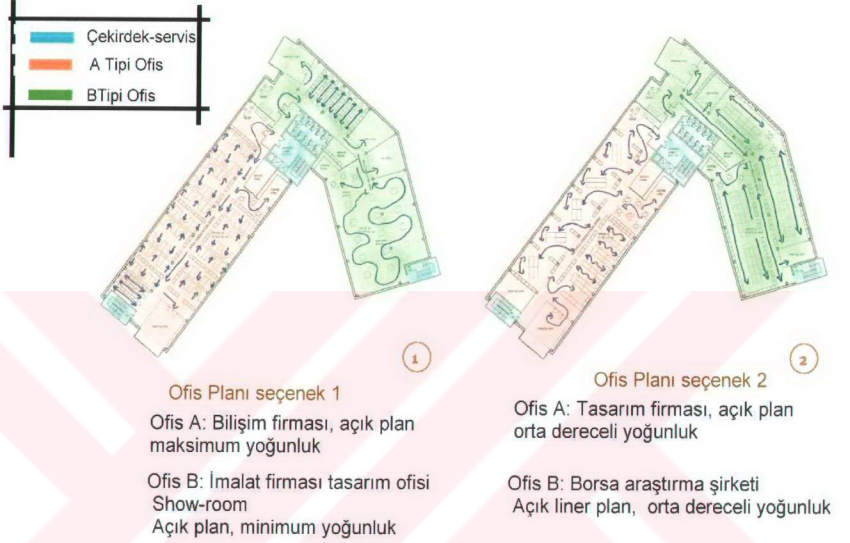 Çekirdek-servis
A Tipi Ofis
BTipi Ofis
1
Ofis Planı seçenek 1
Ofis A: Bilişim firması, açık plan
maksimum yoğunluk
Ofis B: İmalat firması tasarım ofisi
Show-room
Açık plan, minimum yoğunluk
2
Ofis Planı seçenek 2
Ofis A: Tasarım firması, açık plan
orta dereceli yoğunluk
Ofis B: Borsa araştırma şirketi
Açık liner plan, orta dereceli yoğunluk